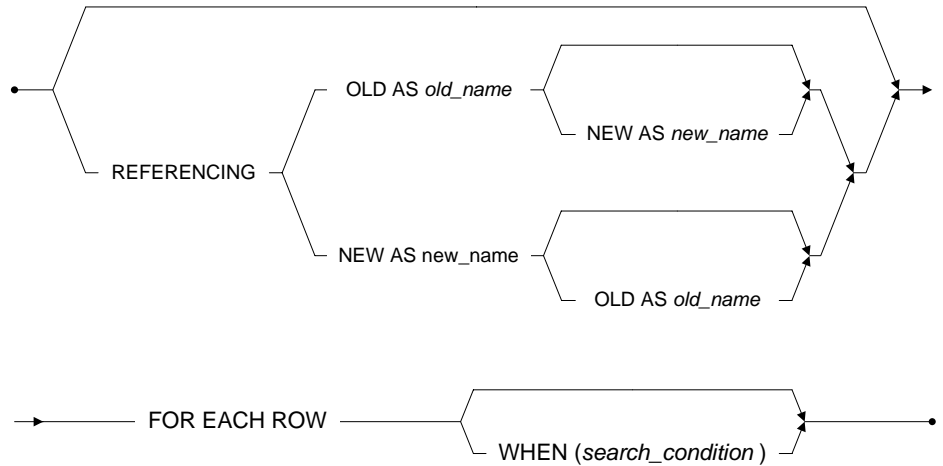 OLD AS old_name
NEW AS new_name
REFERENCING
NEW AS new_name
OLD AS old_name
FOR EACH ROW
WHEN (search_condition )